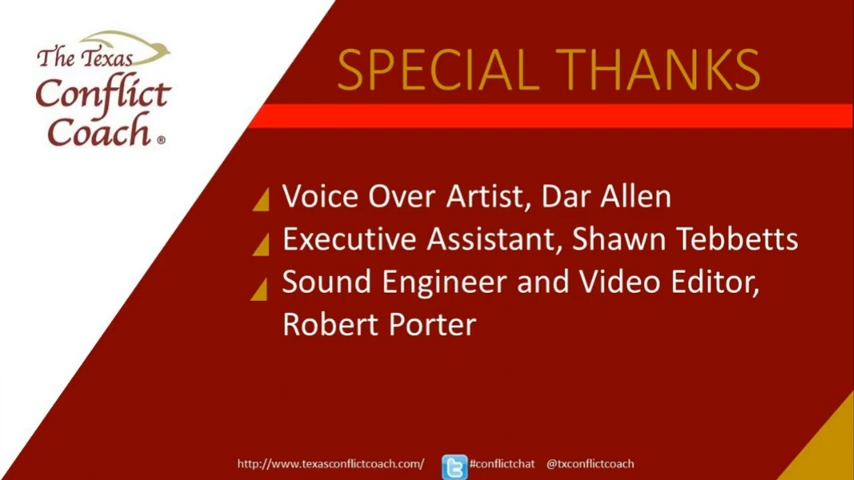 The Texas
Conflict
Coach®
SPECIAL THANKS
Voice Over Artist, Dar Allen
Executive Assistant, Shawn Tebbetts
Sound Engineer and Video Editor,
Robert Porter
http://www.texasconflictcoach.com/ #conflictchat @txconflictcoach